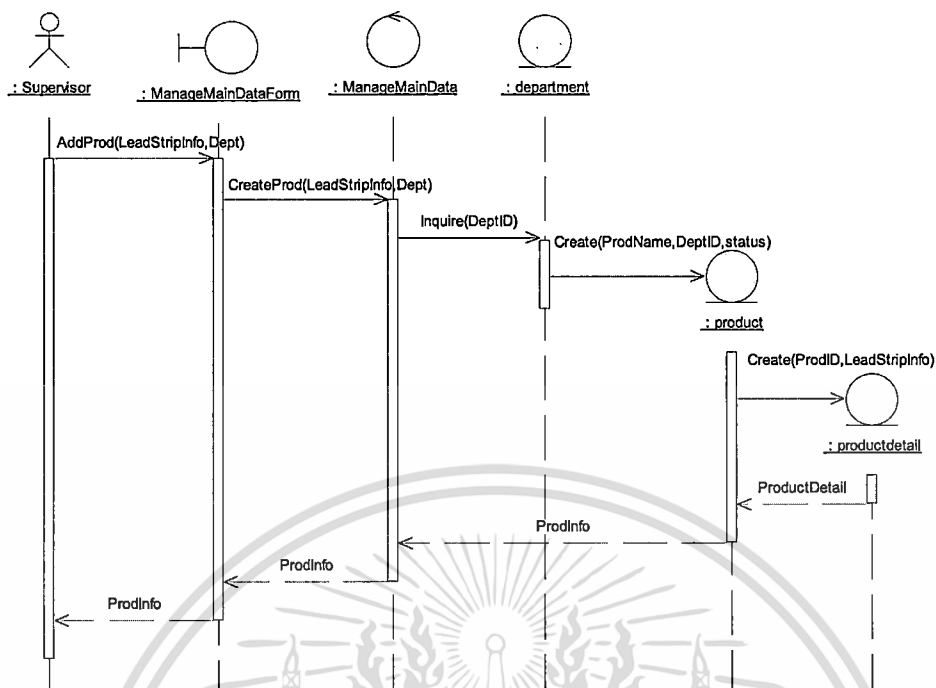 : Supervisor
: ManageMainDataForm
: ManageMainData
: department
AddProd(LeadStripInfo,Dept)
CreateProd(LeadStripInfo,Dept)
Inquire(DeptID)
Create(ProdName,DeptID,status)
: product
Create(ProdID,LeadStripInfo)
: productdetail
ProductDetail
ProdInfo
ProdInfo
ProdInfo